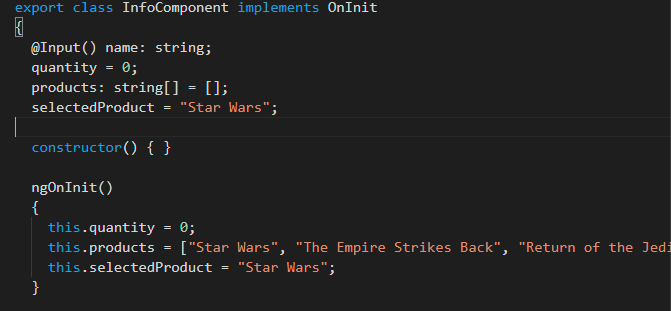 export class InfoComponent implements OnInit
{
@Input() name: string;
quantity = 0;
products: string[] = [];
selectedProduct = "Star Wars";
constructor() { }
ngOnInit()
{
this.quantity = 0;
this.products = ["Star Wars", "The Empire Strikes Back", "Return of the Jedi
this.selectedProduct = "Star Wars";
}